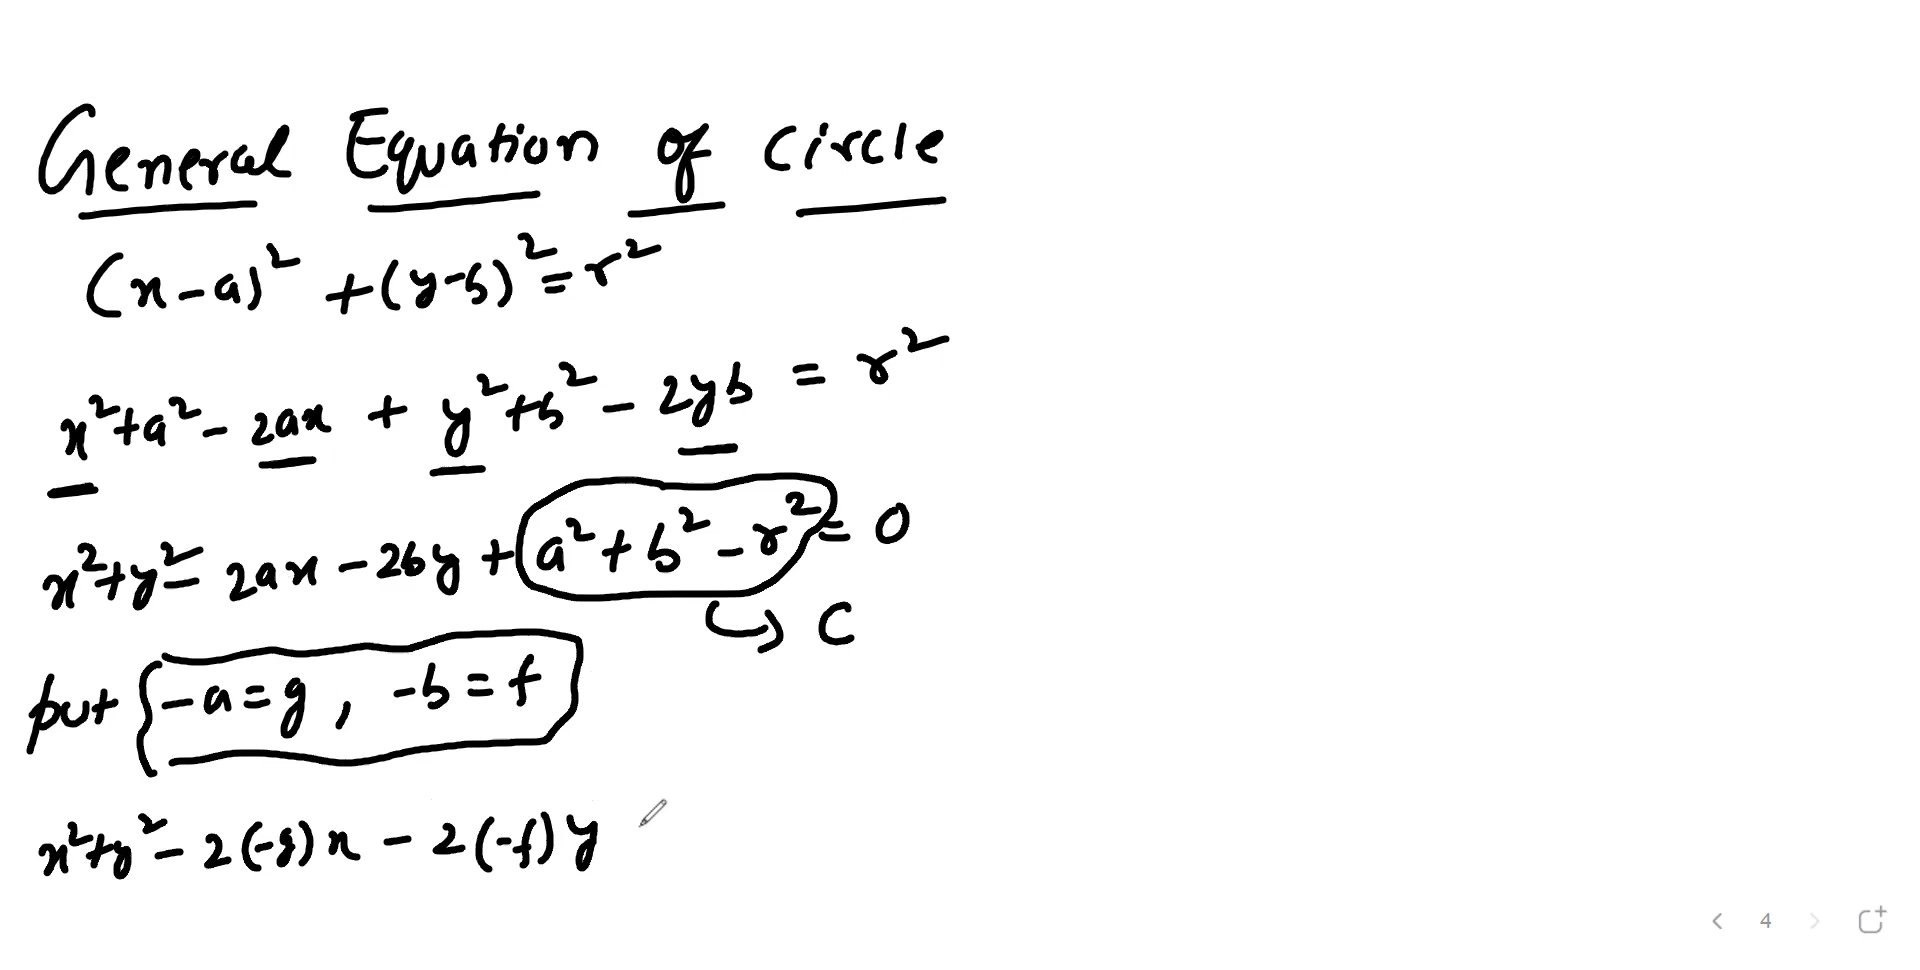 General Equation of circle
(x-a)² +(y-b)² = r²
x²+a²- 2ax + y²+b² - 2yb = r²
x²+y²- 2ax - 2by + a²+b²-r² = 0
↪ C
put -a=g, -b=f
x²+y²- 2(-g)x - 2(-f)y
< 4 >